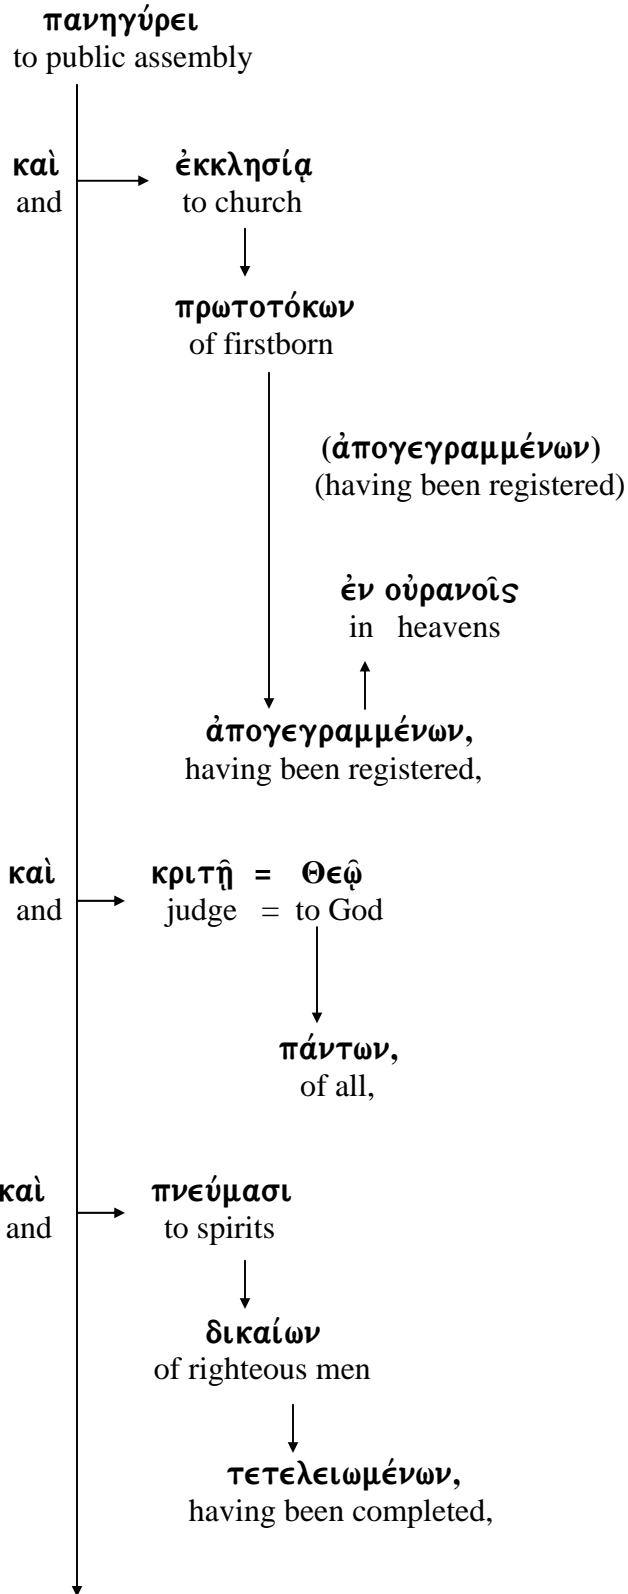 πανηγύρει
to public assembly
καὶ ἐκκλησίᾳ
and to church
πρωτοτόκων
of firstborn
(ἀπογεγραμμένων)
(having been registered)
ἐν οὐρανοῖς
in heavens
ἀπογεγραμμένων,
having been registered,
καὶ κριτῇ = Θεῷ
and judge = to God
πάντων,
of all,
καὶ πνεύμασι
and to spirits
δικαίων
of righteous men
τετελειωμένων,
having been completed,